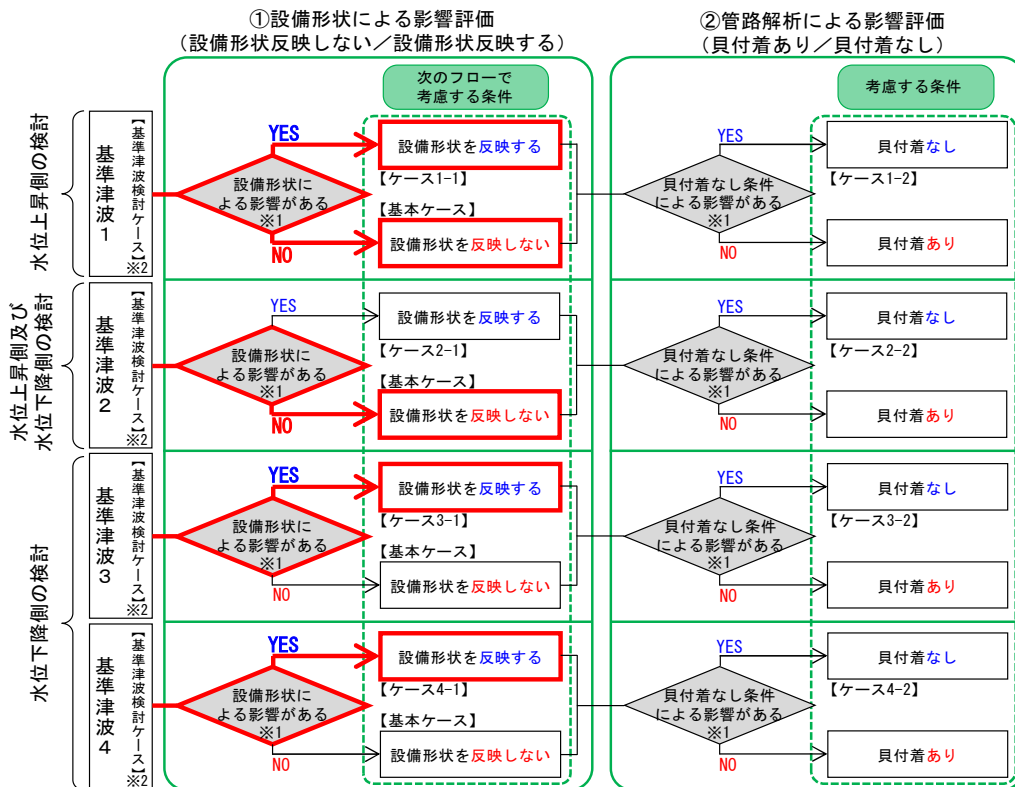 ①設備形状による影響評価
(設備形状反映しない／設備形状反映する)
②管路解析による影響評価
(貝付着あり／貝付着なし)
次のフローで
考慮する条件
考慮する条件
水位上昇側の検討
基準津波1
【基準津波検討ケース】※2
設備形状に
よる影響がある
※1
YES
設備形状を反映する
【ケース1-1】
【基本ケース】
NO
設備形状を反映しない
貝付着なし条件
による影響がある
※1
YES
貝付着なし
【ケース1-2】
NO
貝付着あり
水位上昇側及び
水位下降側の検討
基準津波2
【基準津波検討ケース】※2
設備形状に
よる影響がある
※1
YES
設備形状を反映する
【ケース2-1】
【基本ケース】
NO
設備形状を反映しない
貝付着なし条件
による影響がある
※1
YES
貝付着なし
【ケース2-2】
NO
貝付着あり
水位下降側の検討
基準津波3
【基準津波検討ケース】※2
設備形状に
よる影響がある
※1
YES
設備形状を反映する
【ケース3-1】
【基本ケース】
NO
設備形状を反映しない
貝付着なし条件
による影響がある
※1
YES
貝付着なし
【ケース3-2】
NO
貝付着あり
基準津波4
【基準津波検討ケース】※2
設備形状に
よる影響がある
※1
YES
設備形状を反映する
【ケース4-1】
【基本ケース】
NO
設備形状を反映しない
貝付着なし条件
による影響がある
※1
YES
貝付着なし
【ケース4-2】
NO
貝付着あり